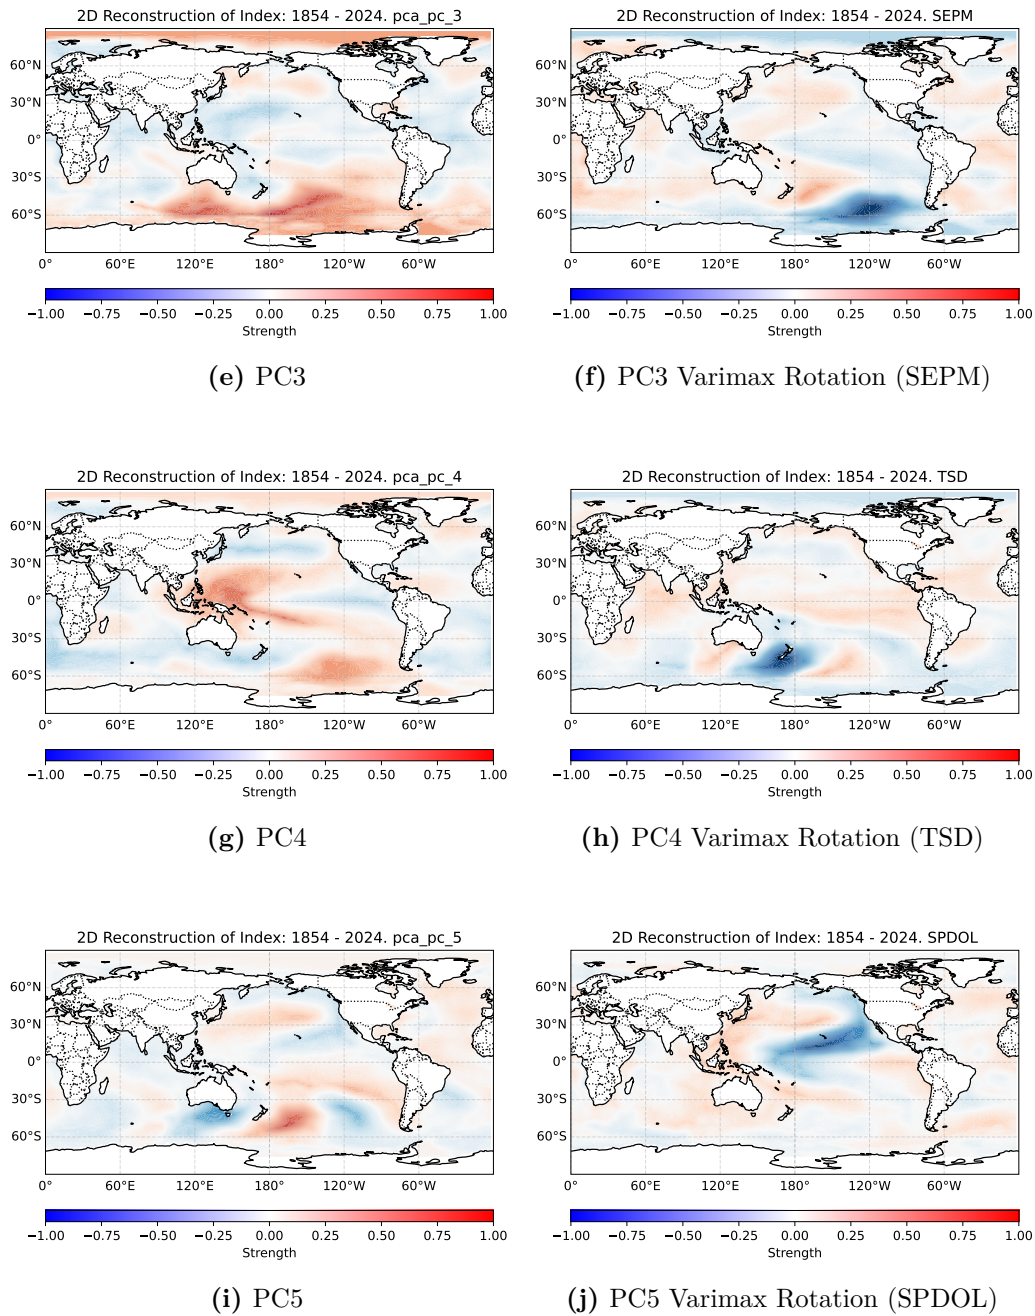 2D Reconstruction of Index: 1854 - 2024. pca_pc_3
60°N
30°N
0°
30°S
60°S
0° 60°E 120°E 180° 120°W 60°W
−1.00 −0.75 −0.50 −0.25 0.00 0.25 0.50 0.75 1.00
Strength
(e) PC3
2D Reconstruction of Index: 1854 - 2024. SEPM
60°N
30°N
0°
30°S
60°S
0° 60°E 120°E 180° 120°W 60°W
−1.00 −0.75 −0.50 −0.25 0.00 0.25 0.50 0.75 1.00
Strength
(f) PC3 Varimax Rotation (SEPM)
2D Reconstruction of Index: 1854 - 2024. pca_pc_4
60°N
30°N
0°
30°S
60°S
0° 60°E 120°E 180° 120°W 60°W
−1.00 −0.75 −0.50 −0.25 0.00 0.25 0.50 0.75 1.00
Strength
(g) PC4
2D Reconstruction of Index: 1854 - 2024. TSD
60°N
30°N
0°
30°S
60°S
0° 60°E 120°E 180° 120°W 60°W
−1.00 −0.75 −0.50 −0.25 0.00 0.25 0.50 0.75 1.00
Strength
(h) PC4 Varimax Rotation (TSD)
2D Reconstruction of Index: 1854 - 2024. pca_pc_5
60°N
30°N
0°
30°S
60°S
0° 60°E 120°E 180° 120°W 60°W
−1.00 −0.75 −0.50 −0.25 0.00 0.25 0.50 0.75 1.00
Strength
(i) PC5
2D Reconstruction of Index: 1854 - 2024. SPDOL
60°N
30°N
0°
30°S
60°S
0° 60°E 120°E 180° 120°W 60°W
−1.00 −0.75 −0.50 −0.25 0.00 0.25 0.50 0.75 1.00
Strength
(j) PC5 Varimax Rotation (SPDOL)